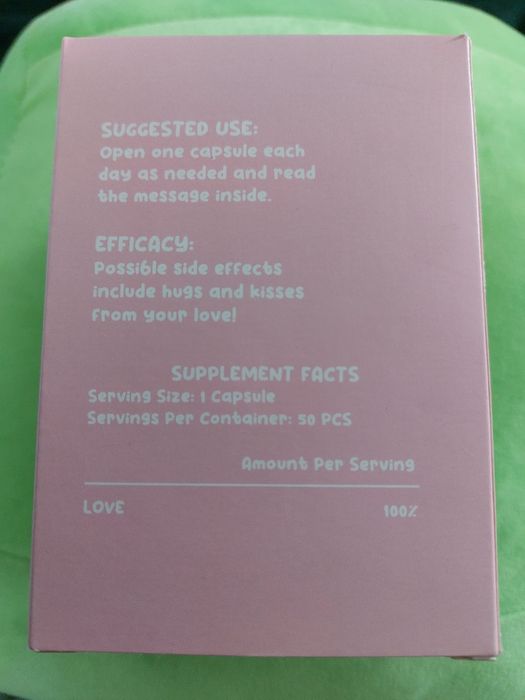 SUGGESTED USE:
Open one capsule each
day as needed and read
the message inside.
EFFICACY:
Possible side effects
include hugs and kisses
from your love!
SUPPLEMENT FACTS
Serving Size: 1 Capsule
Servings Per Container: 50 PCS
Amount Per Serving
LOVE 100%